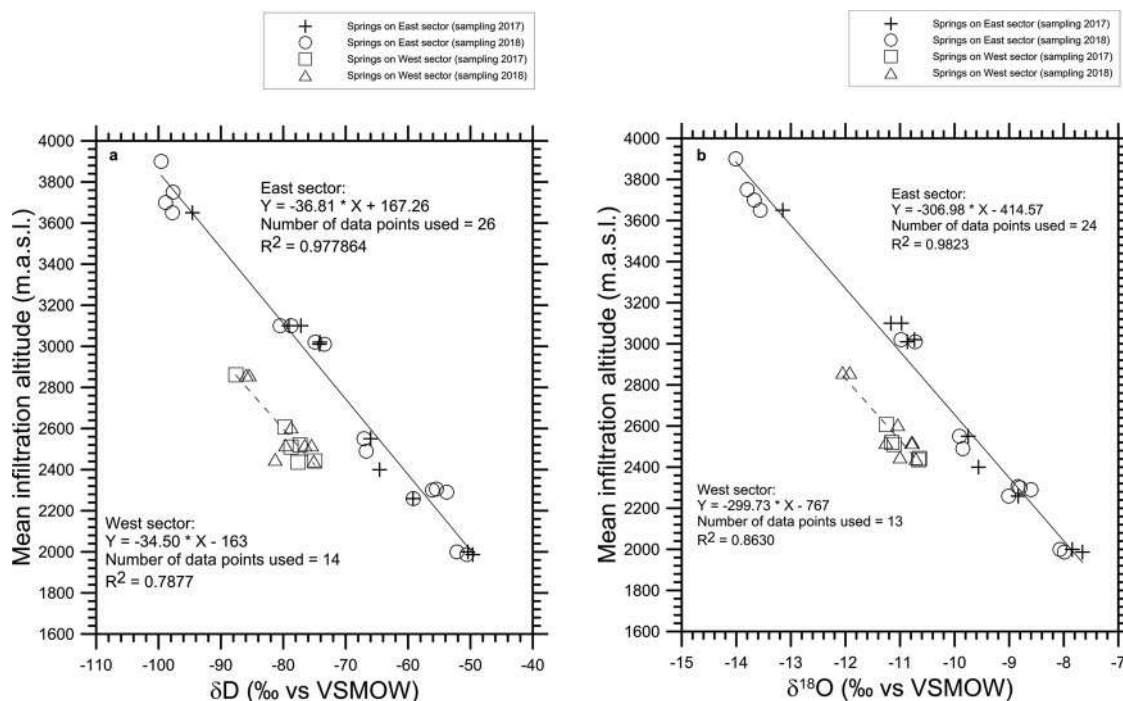 Springs on East sector (sampling 2017)
Springs on East sector (sampling 2018)
Springs on West sector (sampling 2017)
Springs on West sector (sampling 2018)
4000
3800
3600
3400
3200
3000
2800
2600
2400
2200
2000
1800
1600
Mean infiltration altitude (m.a.s.l.)
a
East sector:
Y = -36.81 * X + 167.26
Number of data points used = 26
R2 = 0.977864
West sector:
Y = -34.50 * X - 163
Number of data points used = 14
R2 = 0.7877
-110 -100 -90 -80 -70 -60 -50 -40
δD (‰ vs VSMOW)
Springs on East sector (sampling 2017)
Springs on East sector (sampling 2018)
Springs on West sector (sampling 2017)
Springs on West sector (sampling 2018)
4000
3800
3600
3400
3200
3000
2800
2600
2400
2200
2000
1800
1600
Mean infiltration altitude (m.a.s.l.)
b
East sector:
Y = -306.98 * X - 414.57
Number of data points used = 24
R2 = 0.9823
West sector:
Y = -299.73 * X - 767
Number of data points used = 13
R2 = 0.8630
-15 -14 -13 -12 -11 -10 -9 -8 -7
δ18O (‰ vs VSMOW)